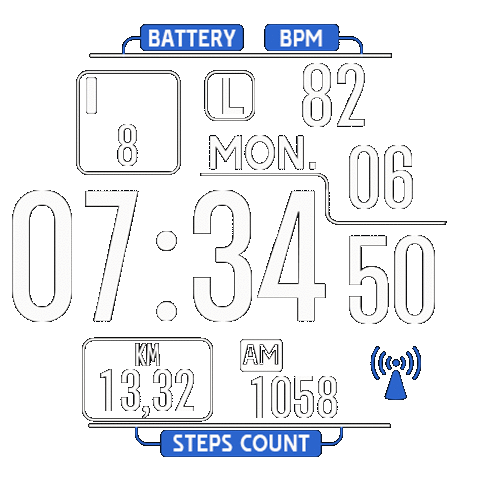 BATTERY BPM
L 82
8
MON. 06
07:34 50
KM AM
13,32 1058
STEPS COUNT